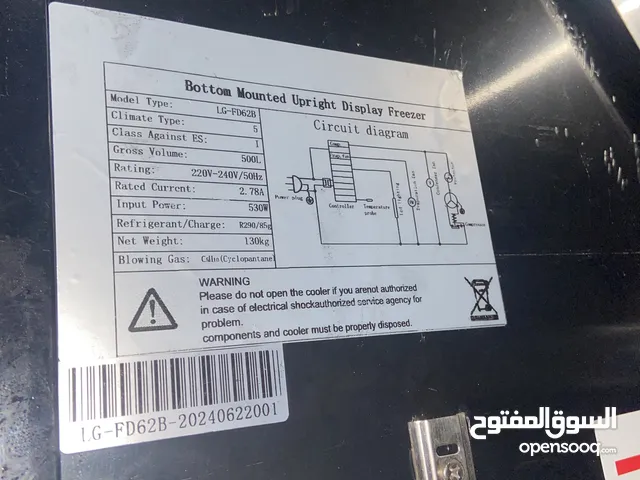 Bottom Mounted Upright Display Freezer
Model Type: LG-FD62B
Climate Type: 5
Class Against ES: 1
Gross Volume: 500L
Rating: 220V-240V/50Hz
Rated Current: 2.78A
Input Power: 530W
Refrigerant/Charge: R290/85g
Net Weight: 130kg
Blowing Gas: C5H10(Cyclopantane)
Circuit diagram
Power plug
Controller
Temperature probe
WARNING
Please do not open the cooler if you arenot authorized
in case of electrical shockauthorized service agency for
problem.
components and cooler must be properly disposed.
LG-FD62B-20240622001
السوق المفتوح
opensooq.com